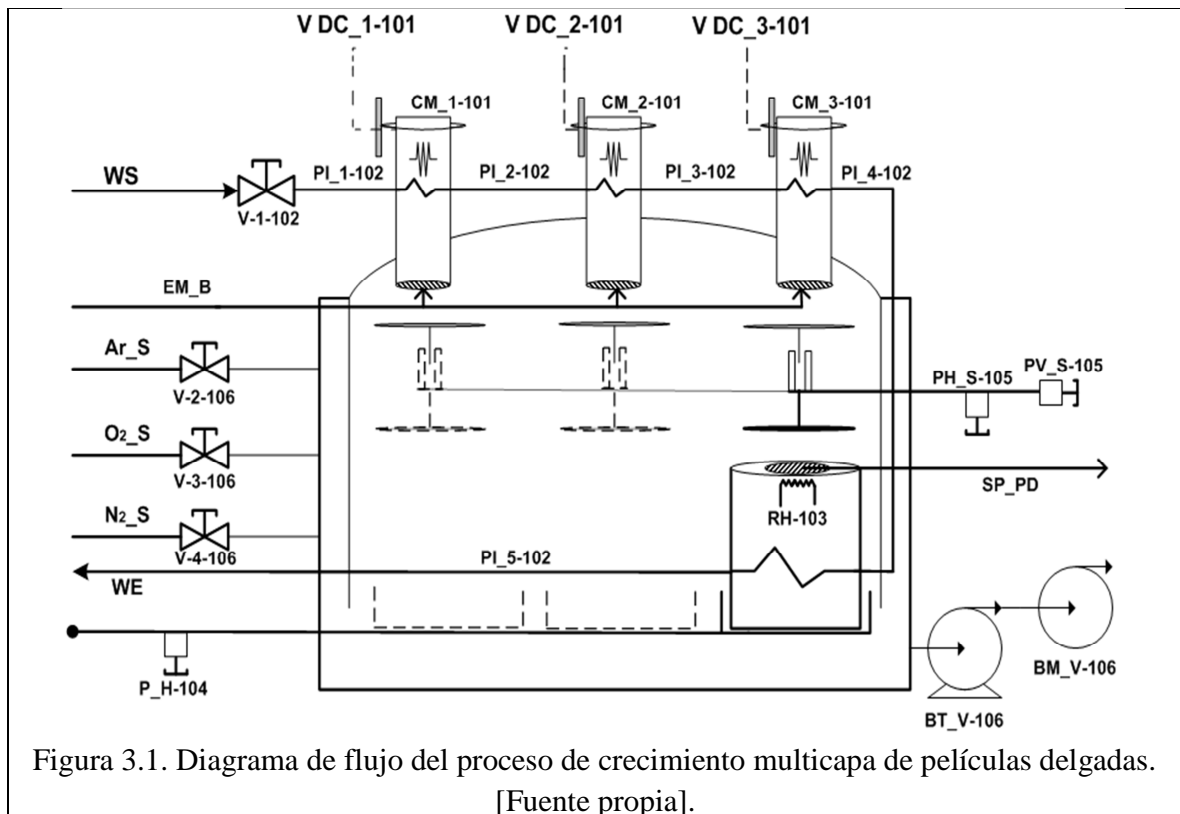 V DC_1-101
V DC_2-101
V DC_3-101
CM_1-101
CM_2-101
CM_3-101
WS
PI_1-102
PI_2-102
PI_3-102
PI_4-102
V-1-102
EM_B
Ar_S
V-2-106
PH_S-105
PV_S-105
O2_S
V-3-106
SP_PD
N2_S
V-4-106
RH-103
PI_5-102
WE
P_H-104
BT_V-106
BM_V-106
Figura 3.1. Diagrama de flujo del proceso de crecimiento multicapa de películas delgadas.
[Fuente propia].